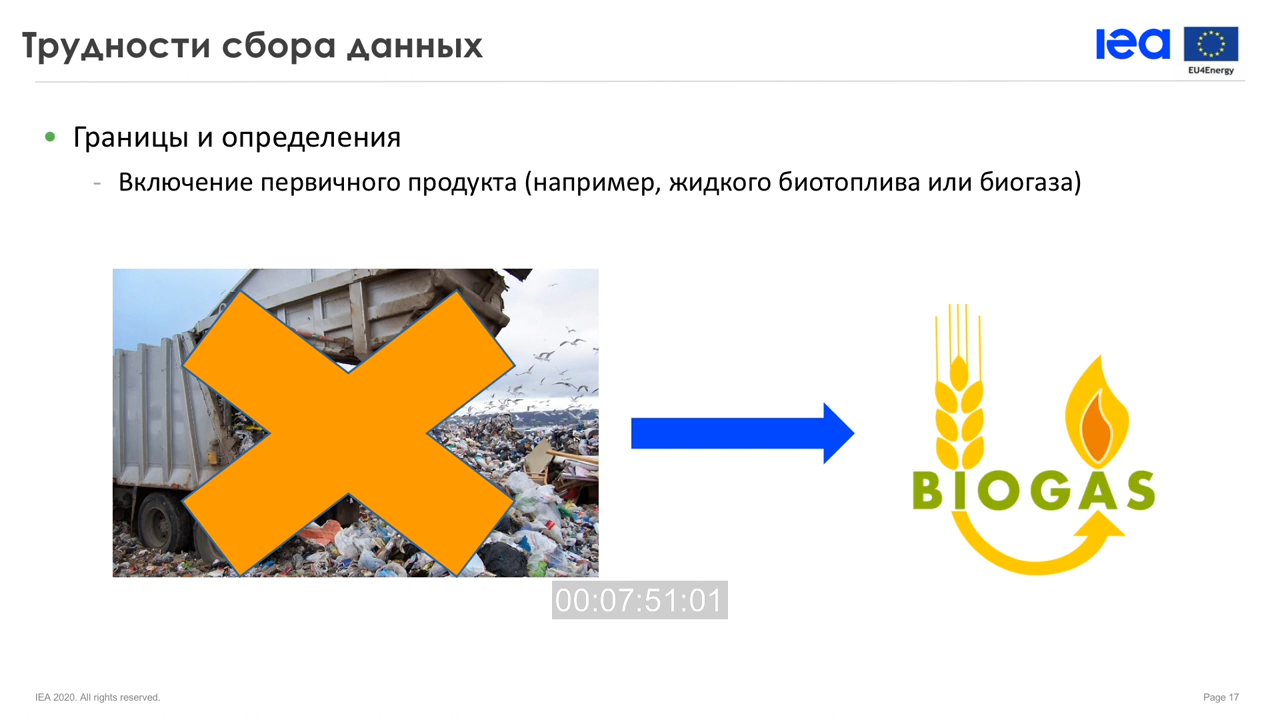 Трудности сбора данных
iea
EU4Energy
• Границы и определения
- Включение первичного продукта (например, жидкого биотоплива или биогаза)
BIOGAS
00:07:51:01
IEA 2020. All rights reserved.
Page 17